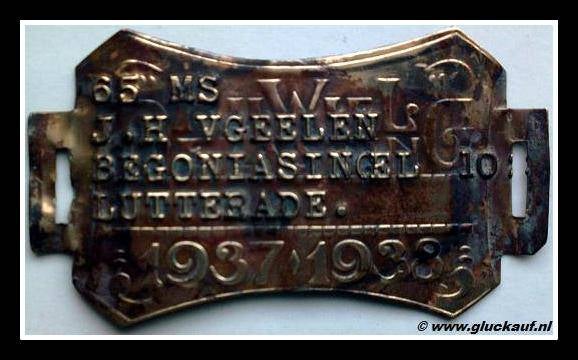 65 MS
J.H VGEELEN
BEGONIASINGEL 10
LUTTERADE.
1937 1938
© www.gluckauf.nl